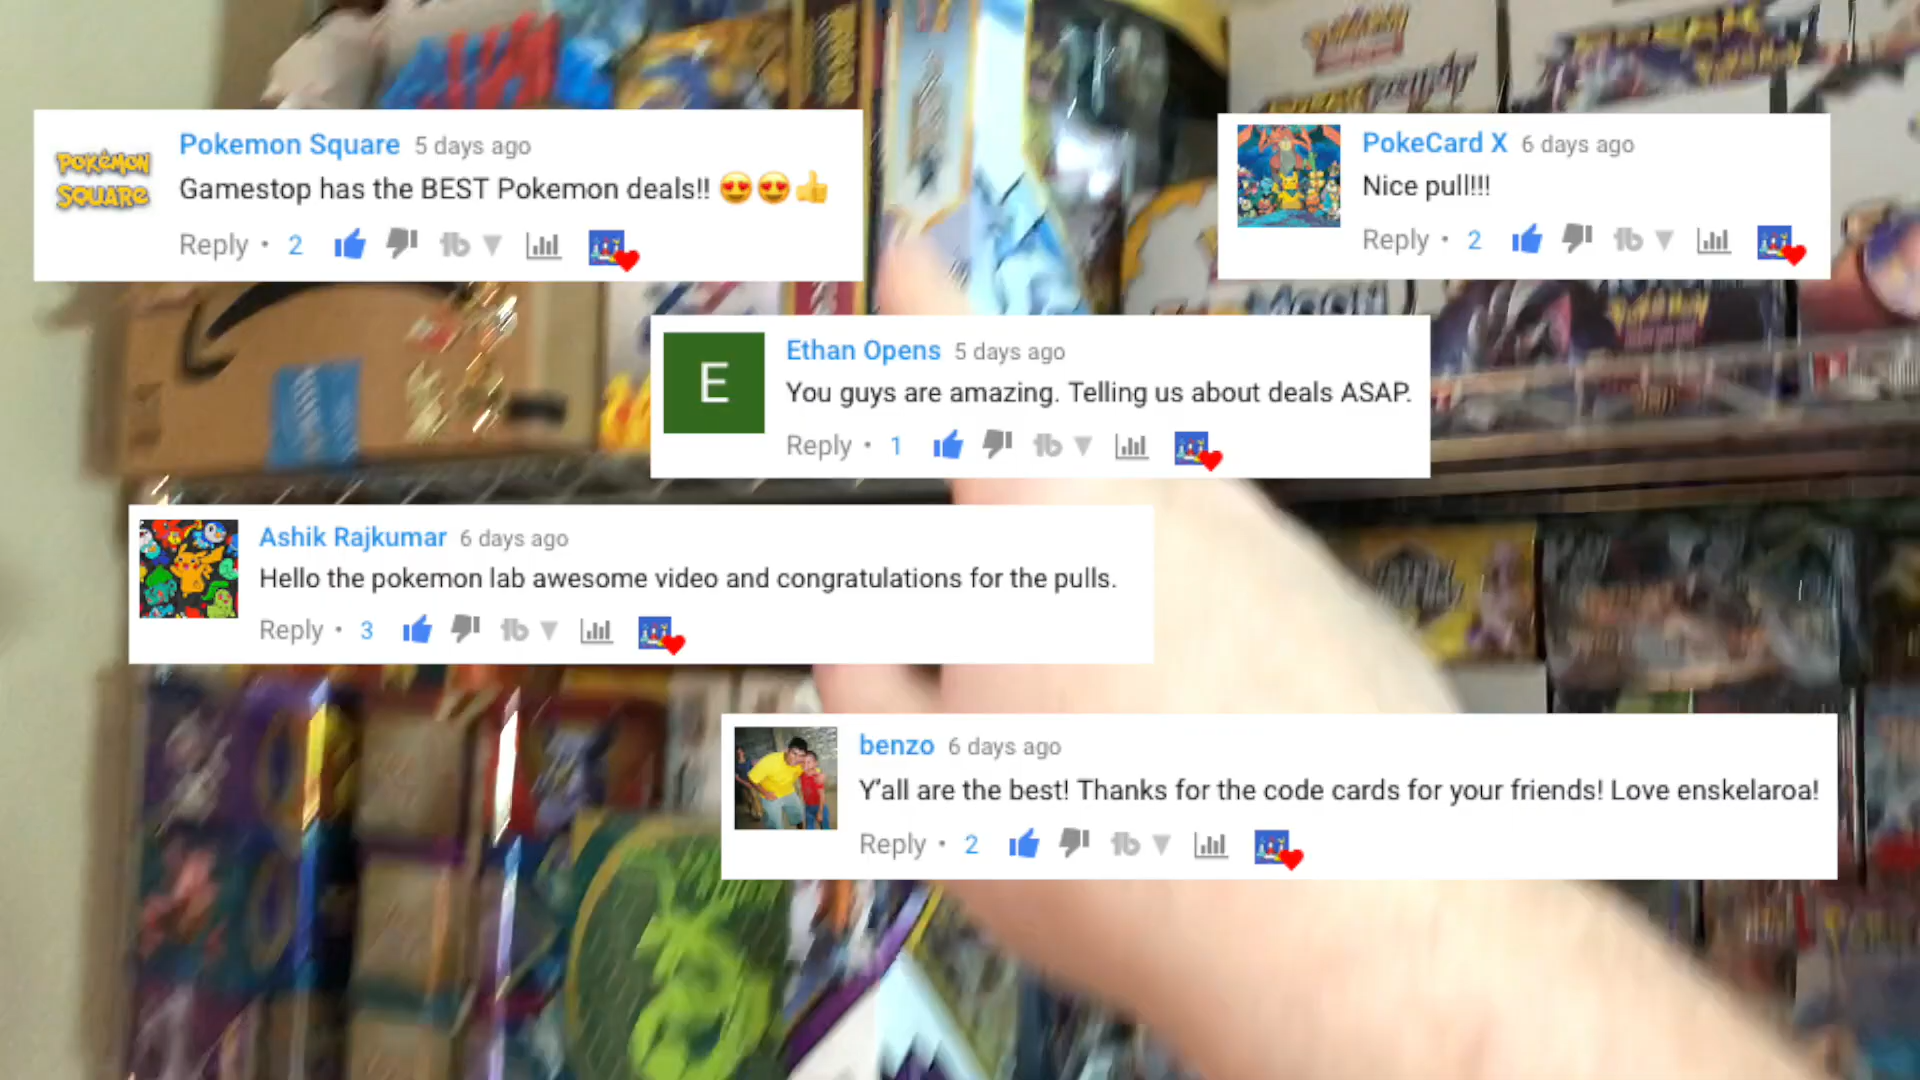 POKéMON
SQUARE
Pokemon Square 5 days ago
Gamestop has the BEST Pokemon deals!! 😍😍👍
Reply • 2
PokeCard X 6 days ago
Nice pull!!!
Reply • 2
E
Ethan Opens 5 days ago
You guys are amazing. Telling us about deals ASAP.
Reply • 1
Ashik Rajkumar 6 days ago
Hello the pokemon lab awesome video and congratulations for the pulls.
Reply • 3
benzo 6 days ago
Y'all are the best! Thanks for the code cards for your friends! Love enskelaroa!
Reply • 2